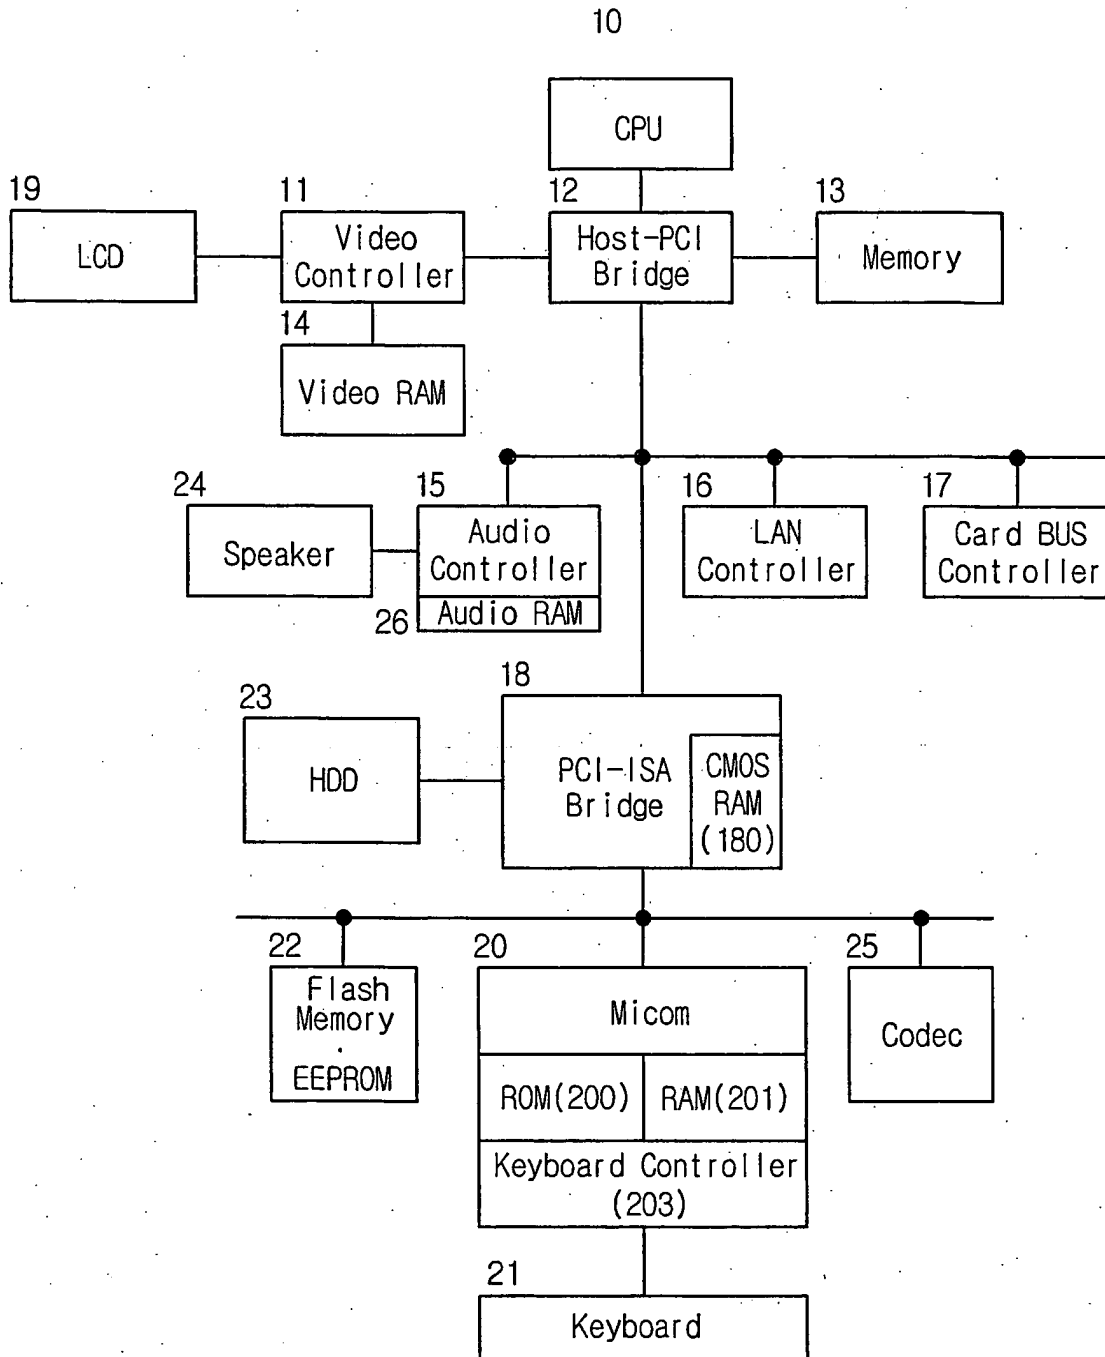 10
CPU
19
LCD
11
Video
Controller
12
Host-PCI
Bridge
13
Memory
14
Video RAM
24
Speaker
15
Audio
Controller
26
Audio RAM
16
LAN
Controller
17
Card BUS
Controller
23
HDD
18
PCI-ISA
Bridge
CMOS
RAM
(180)
22
Flash
Memory
EEPROM
20
Micom
ROM(200)
RAM(201)
Keyboard Controller
(203)
25
Codec
21
Keyboard